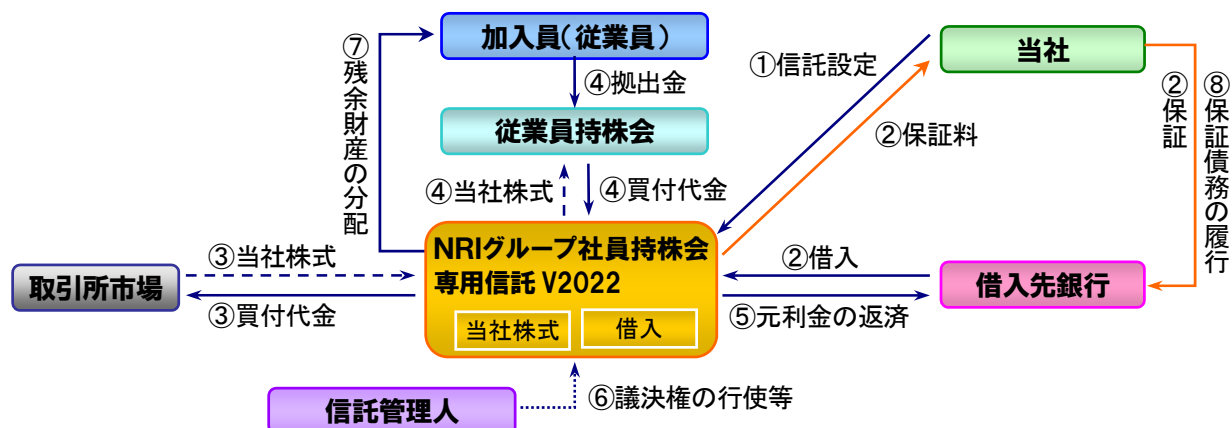 加入員(従業員)
当社
⑦残余財産の分配
④拠出金
①信託設定
②保証
⑧保証債務の履行
従業員持株会
②保証料
④当社株式
④買付代金
NRIグループ社員持株会
専用信託 V2022
③当社株式
②借入
取引所市場
借入先銀行
③買付代金
⑤元利金の返済
当社株式
借入
⑥議決権の行使等
信託管理人